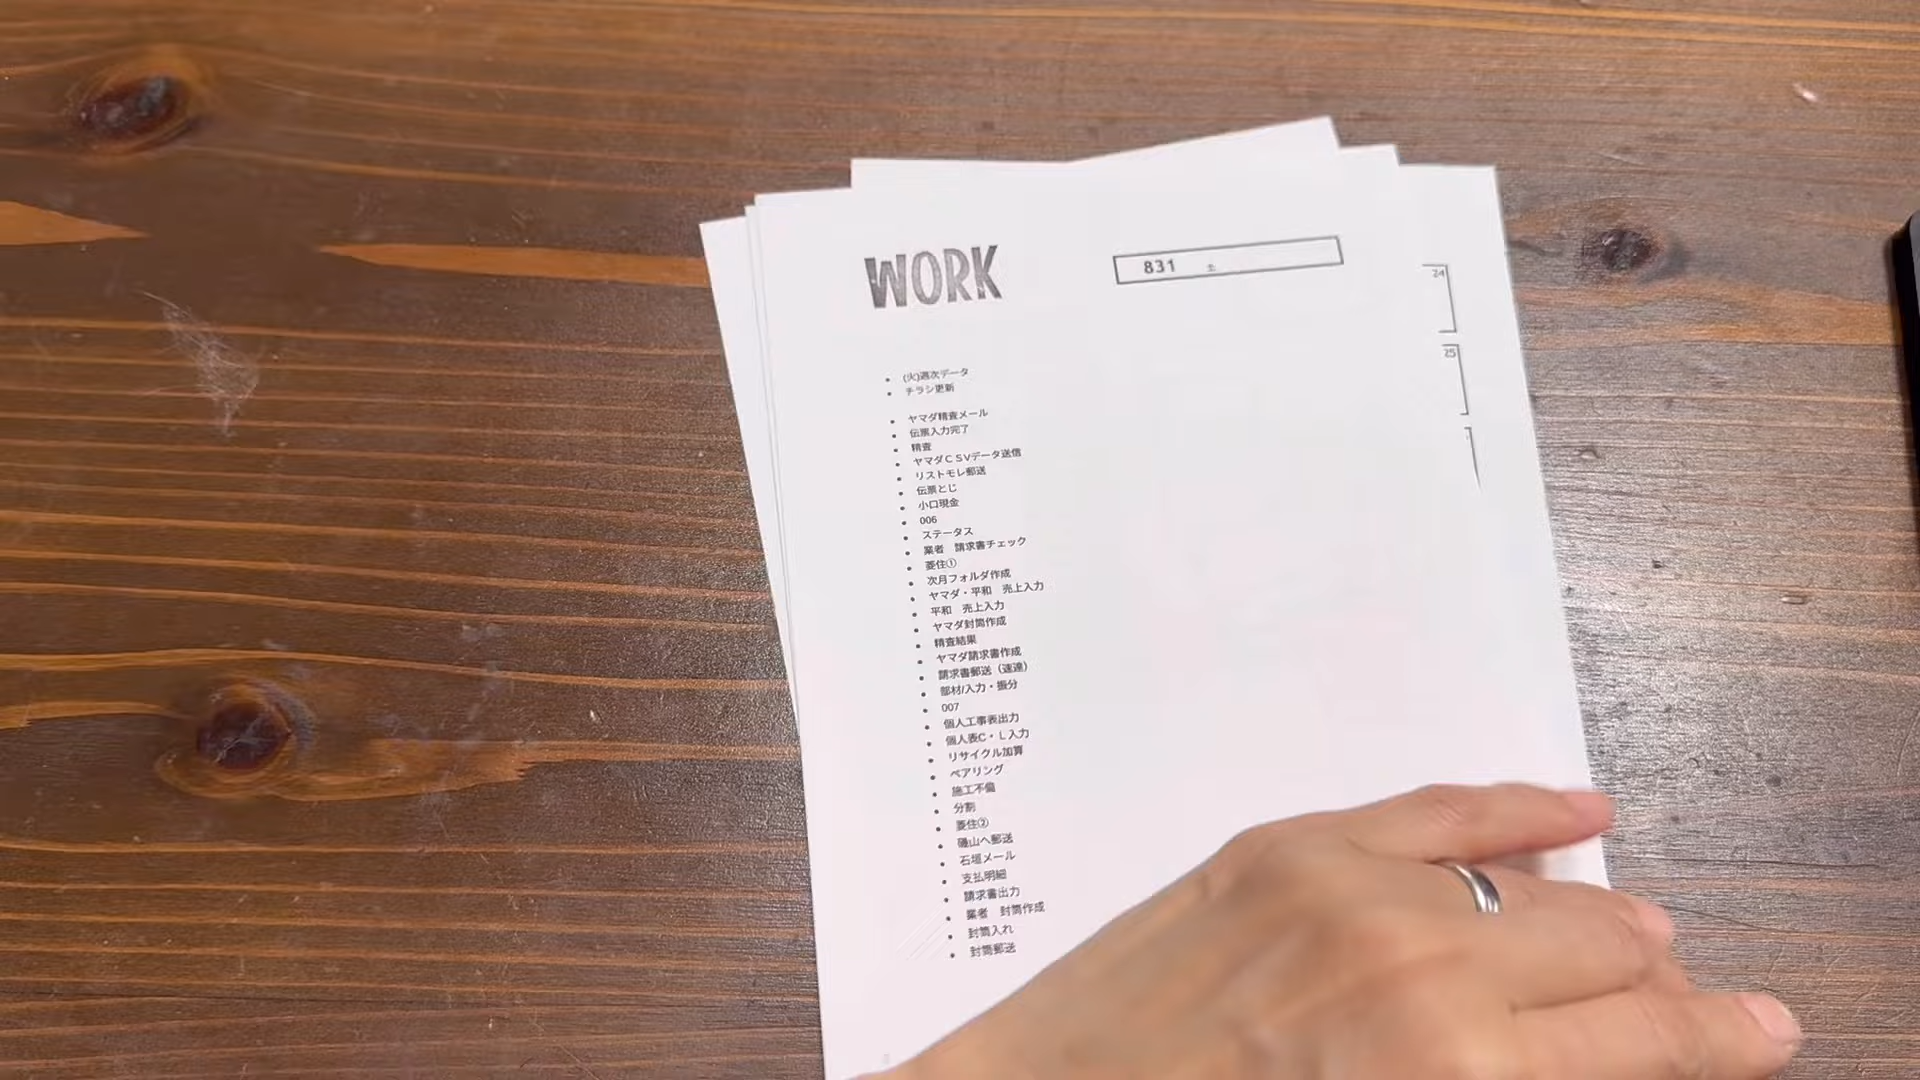 WORK
831 土
24
25
(火)週次データ
チラシ更新
ヤマダ精査メール
伝票入力完了
精査
ヤマダCSVデータ送信
リストモレ郵送
伝票とじ
小口現金
006
ステータス
業者　請求書チェック
菱住①
次月フォルダ作成
ヤマダ・平和　売上入力
平和　売上入力
ヤマダ封筒作成
精査結果
ヤマダ請求書作成
請求書郵送（速達）
部材/入力・振分
007
個人工事表出力
個人表C・L入力
リサイクル加算
ペアリング
施工不備
分割
菱住②
磯山へ郵送
石垣メール
支払明細
請求書出力
業者　封筒作成
封筒入れ
封筒郵送